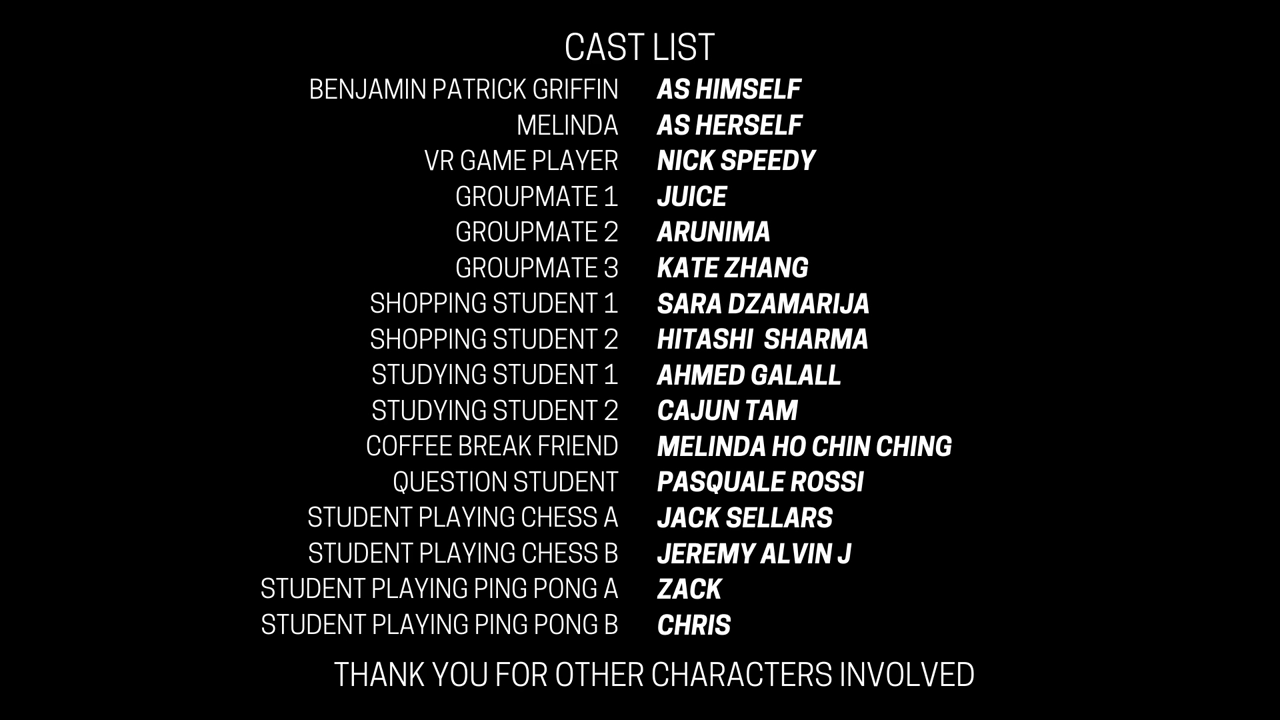 CAST LIST
BENJAMIN PATRICK GRIFFIN AS HIMSELF
MELINDA AS HERSELF
VR GAME PLAYER NICK SPEEDY
GROUPMATE 1 JUICE
GROUPMATE 2 ARUNIMA
GROUPMATE 3 KATE ZHANG
SHOPPING STUDENT 1 SARA DZAMARIJA
SHOPPING STUDENT 2 HITASHI SHARMA
STUDYING STUDENT 1 AHMED GALALL
STUDYING STUDENT 2 CAJUN TAM
COFFEE BREAK FRIEND MELINDA HO CHIN CHING
QUESTION STUDENT PASQUALE ROSSI
STUDENT PLAYING CHESS A JACK SELLARS
STUDENT PLAYING CHESS B JEREMY ALVIN J
STUDENT PLAYING PING PONG A ZACK
STUDENT PLAYING PING PONG B CHRIS
THANK YOU FOR OTHER CHARACTERS INVOLVED